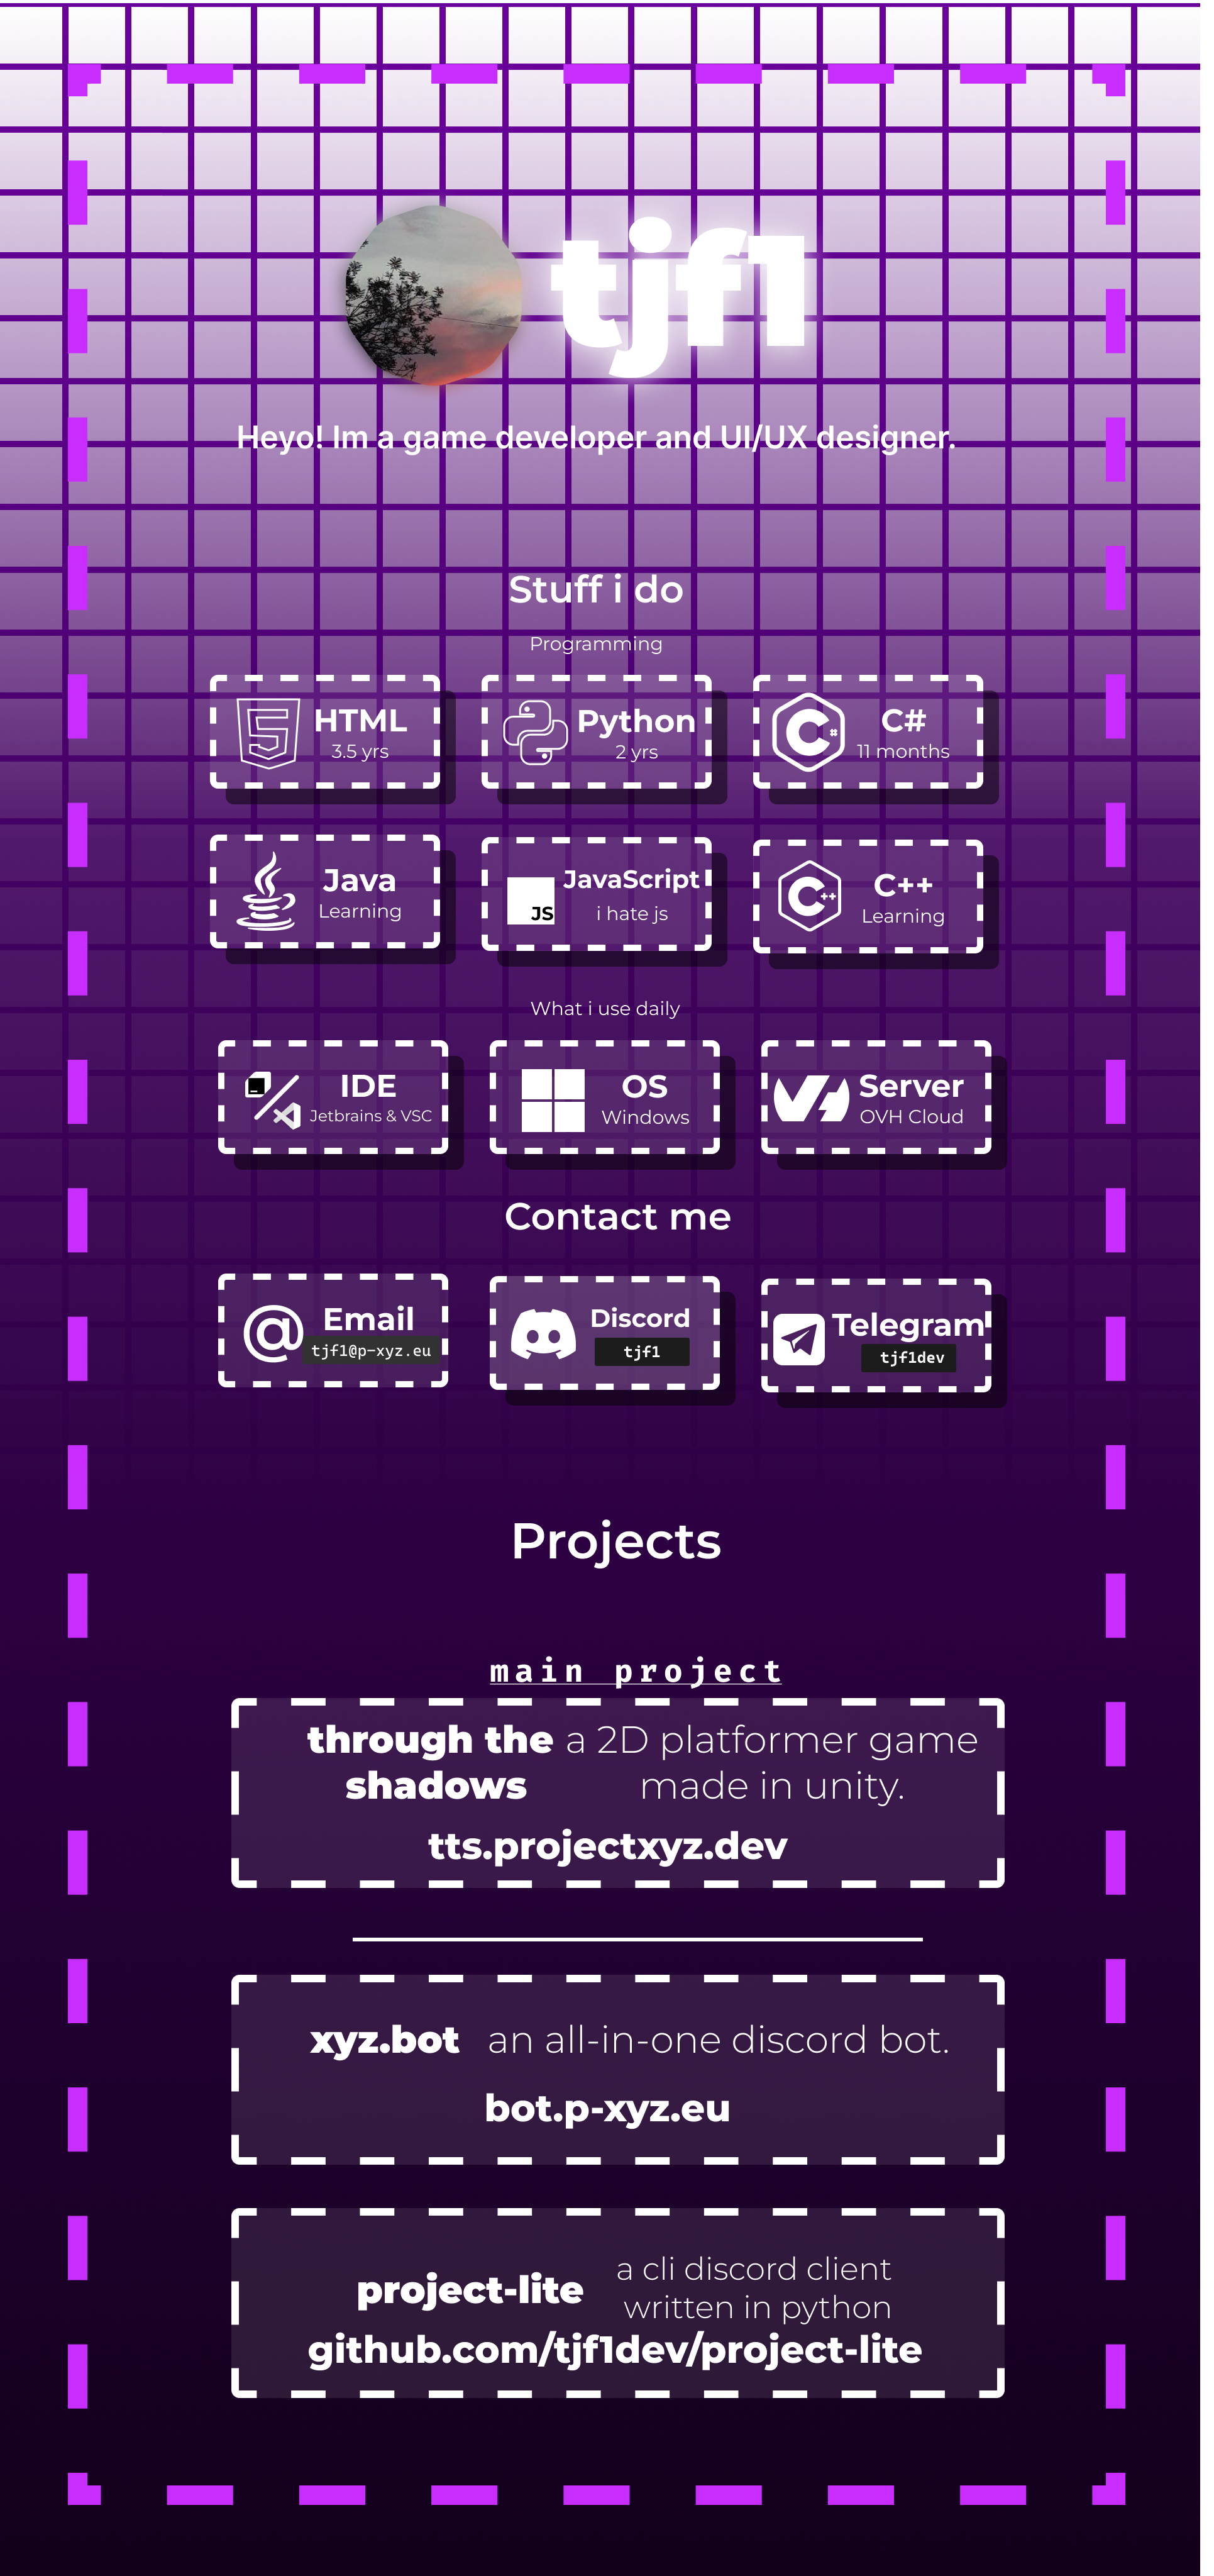 tjf1
Heyo! Im a game developer and UI/UX designer.
Stuff i do
Programming
HTML
3.5 yrs
Python
2 yrs
C#
11 months
Java
Learning
JS
JavaScript
i hate js
C++
Learning
What i use daily
IDE
Jetbrains & VSC
OS
Windows
Server
OVH Cloud
Contact me
@
Email
tjf1@p-xyz.eu
Discord
tjf1
Telegram
tjf1dev
Projects
main project
through the
shadows
a 2D platformer game
made in unity.
tts.projectxyz.dev
xyz.bot
an all-in-one discord bot.
bot.p-xyz.eu
project-lite
a cli discord client
written in python
github.com/tjf1dev/project-lite